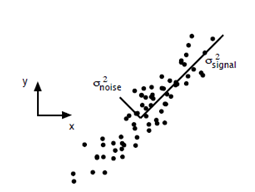 σ²signal
y
σ²noise
x